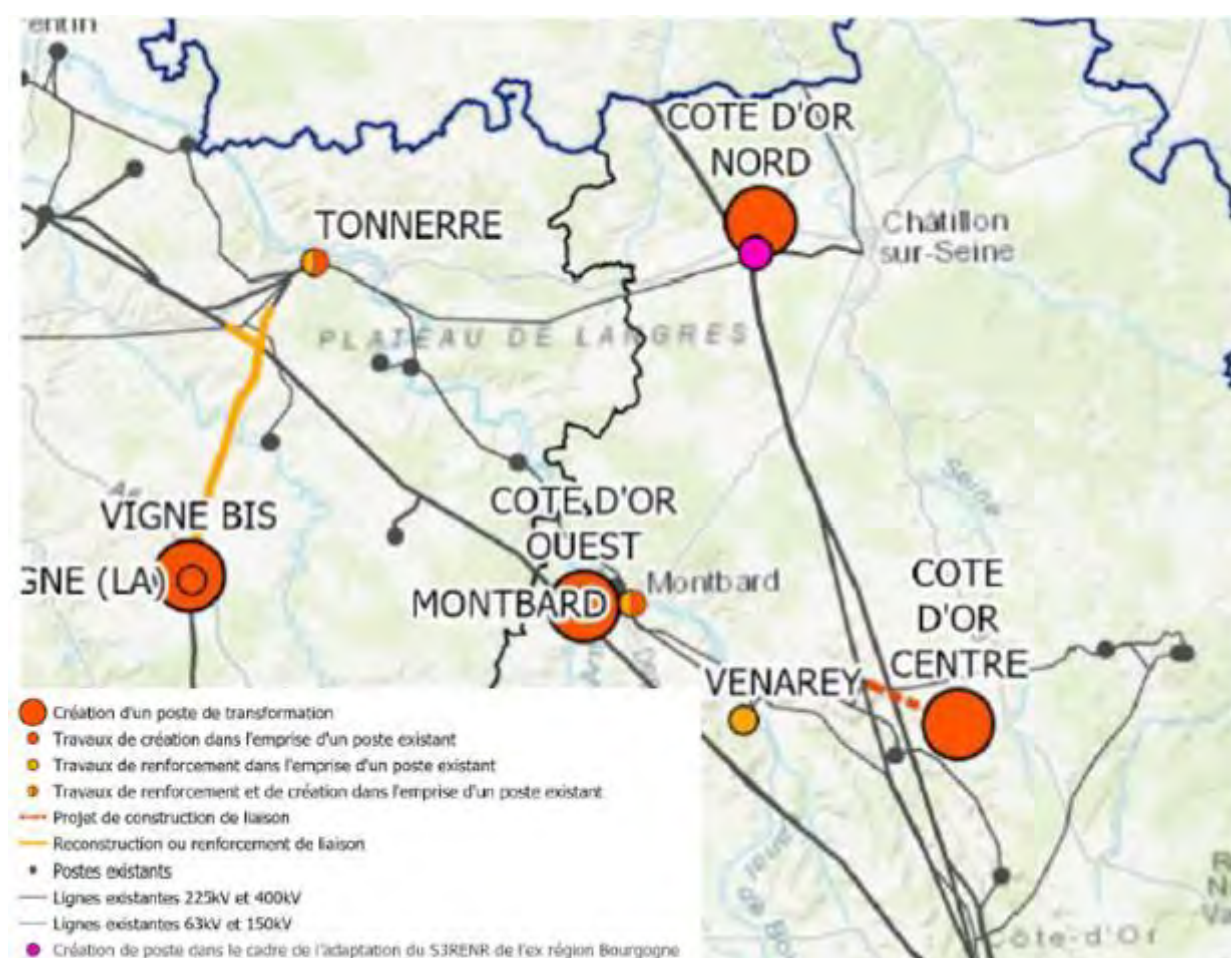 entin
COTE D'OR
NORD
TONNERRE
Châtillon
sur-Seine
PLATEAU DE LANGRES
Seine
VIGNE BIS
COTE D'OR
OUEST
GNE (LA)
MONTBARD
Montbard
COTE
D'OR
CENTRE
VENAREY
Création d'un poste de transformation
Travaux de création dans l'emprise d'un poste existant
Travaux de renforcement dans l'emprise d'un poste existant
Travaux de renforcement et de création dans l'emprise d'un poste existant
Projet de construction de liaison
Reconstruction ou renforcement de liaison
Postes existants
Lignes existantes 225kV et 400kV
Lignes existantes 63kV et 150kV
Création de poste dans le cadre de l'adaptation du S3RENR de l'ex région Bourgogne
Côte-d'Or